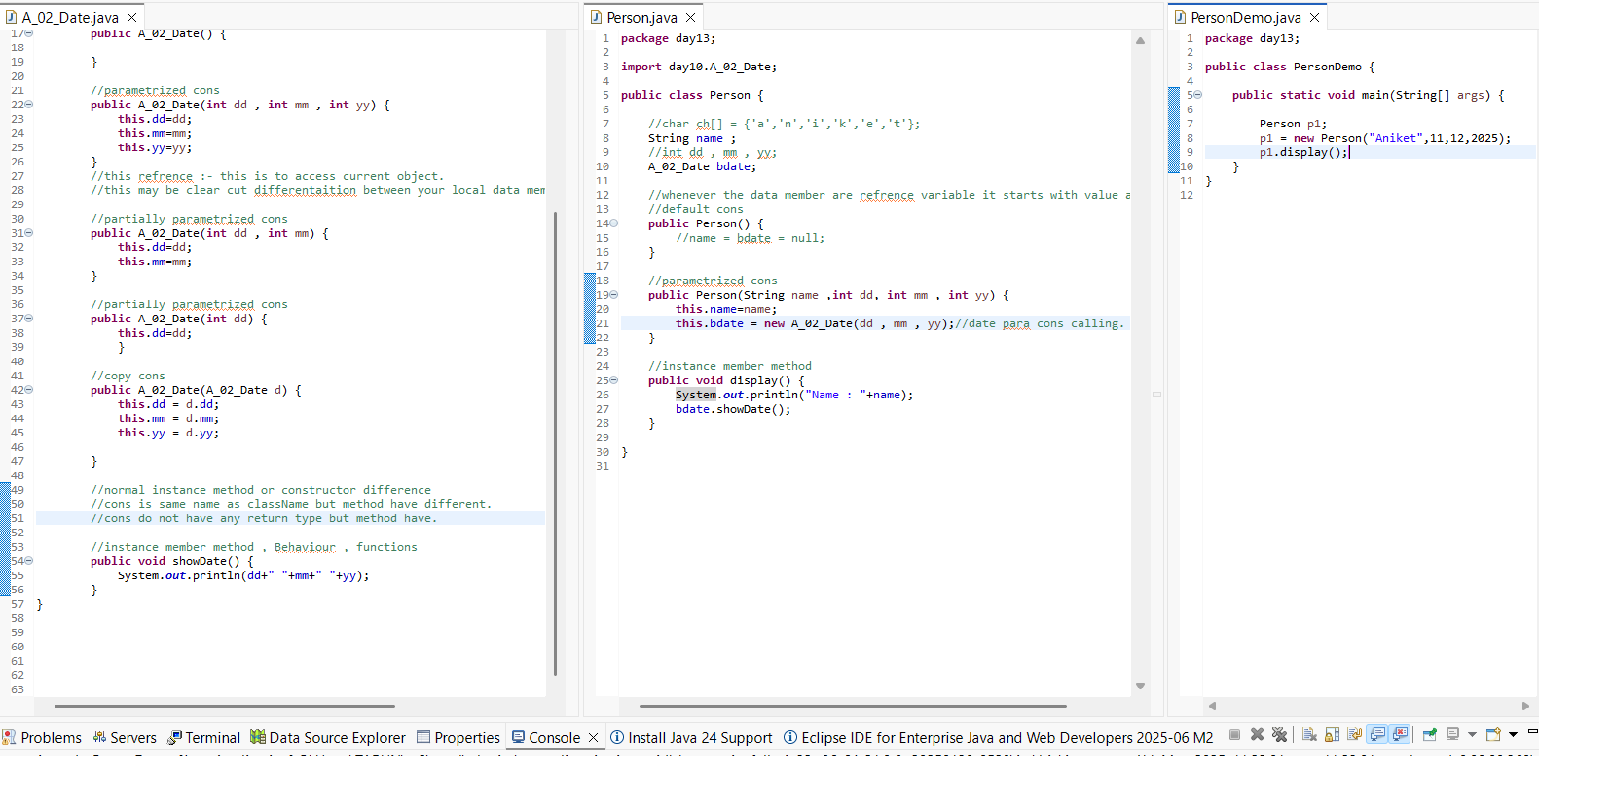 A_02_Date.java
17 public A_02_Date() {
18
19 }
20
21 //parametrized cons
22 public A_02_Date(int dd , int mm , int yy) {
23 this.dd=dd;
24 this.mm=mm;
25 this.yy=yy;
26 }
27 //this refrence :- this is to access current object.
28 //this may be clear cut differentaition between your local data mem
29
30 //partially parametrized cons
31 public A_02_Date(int dd , int mm) {
32 this.dd=dd;
33 this.mm=mm;
34 }
35
36 //partially parametrized cons
37 public A_02_Date(int dd) {
38 this.dd=dd;
39 }
40
41 //copy cons
42 public A_02_Date(A_02_Date d) {
43 this.dd = d.dd;
44 this.mm = d.mm;
45 this.yy = d.yy;
46
47 }
48
49 //normal instance method or constructor difference
50 //cons is same name as className but method have different.
51 //cons do not have any return type but method have.
52
53 //instance member method , Behaviour , functions
54 public void showDate() {
55 System.out.println(dd+" "+mm+" "+yy);
56 }
57 }
58
59
60
61
62
63
Person.java
1 package day13;
2
3 import day10.A_02_Date;
4
5 public class Person {
6
7 //char ch[] = {'a','n','i','k','e','t'};
8 String name ;
9 //int dd , mm , yy;
10 A_02_Date bdate;
11
12 //whenever the data member are refrence variable it starts with value a
13 //default cons
14 public Person() {
15 //name = bdate = null;
16 }
17
18 //parametrized cons
19 public Person(String name ,int dd, int mm , int yy) {
20 this.name=name;
21 this.bdate = new A_02_Date(dd , mm , yy);//date para cons calling.
22 }
23
24 //instance member method
25 public void display() {
26 System.out.println("Name : "+name);
27 bdate.showDate();
28 }
29
30 }
31
PersonDemo.java
1 package day13;
2
3 public class PersonDemo {
4
5 public static void main(String[] args) {
6
7 Person p1;
8 p1 = new Person("Aniket",11,12,2025);
9 p1.display();
10 }
11 }
12
Problems Servers Terminal Data Source Explorer Properties Console Install Java 24 Support Eclipse IDE for Enterprise Java and Web Developers 2025-06 M2